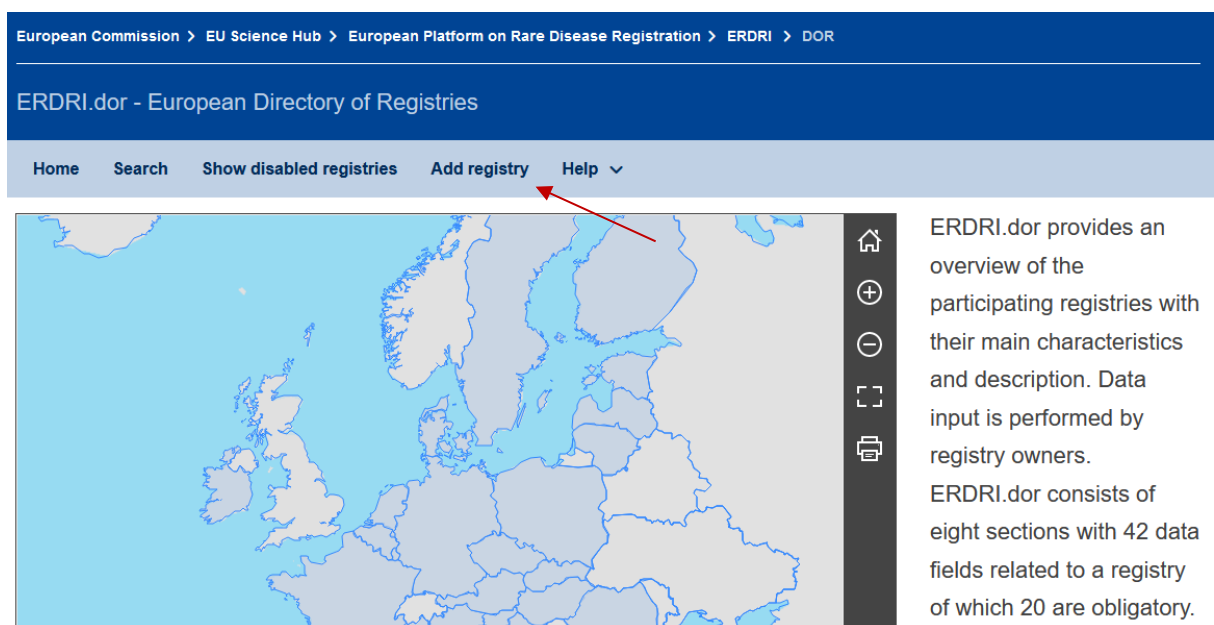 European Commission > EU Science Hub > European Platform on Rare Disease Registration > ERDRI > DOR
ERDRI.dor - European Directory of Registries
Home Search Show disabled registries Add registry Help
ERDRI.dor provides an
overview of the
participating registries with
their main characteristics
and description. Data
input is performed by
registry owners.
ERDRI.dor consists of
eight sections with 42 data
fields related to a registry
of which 20 are obligatory.